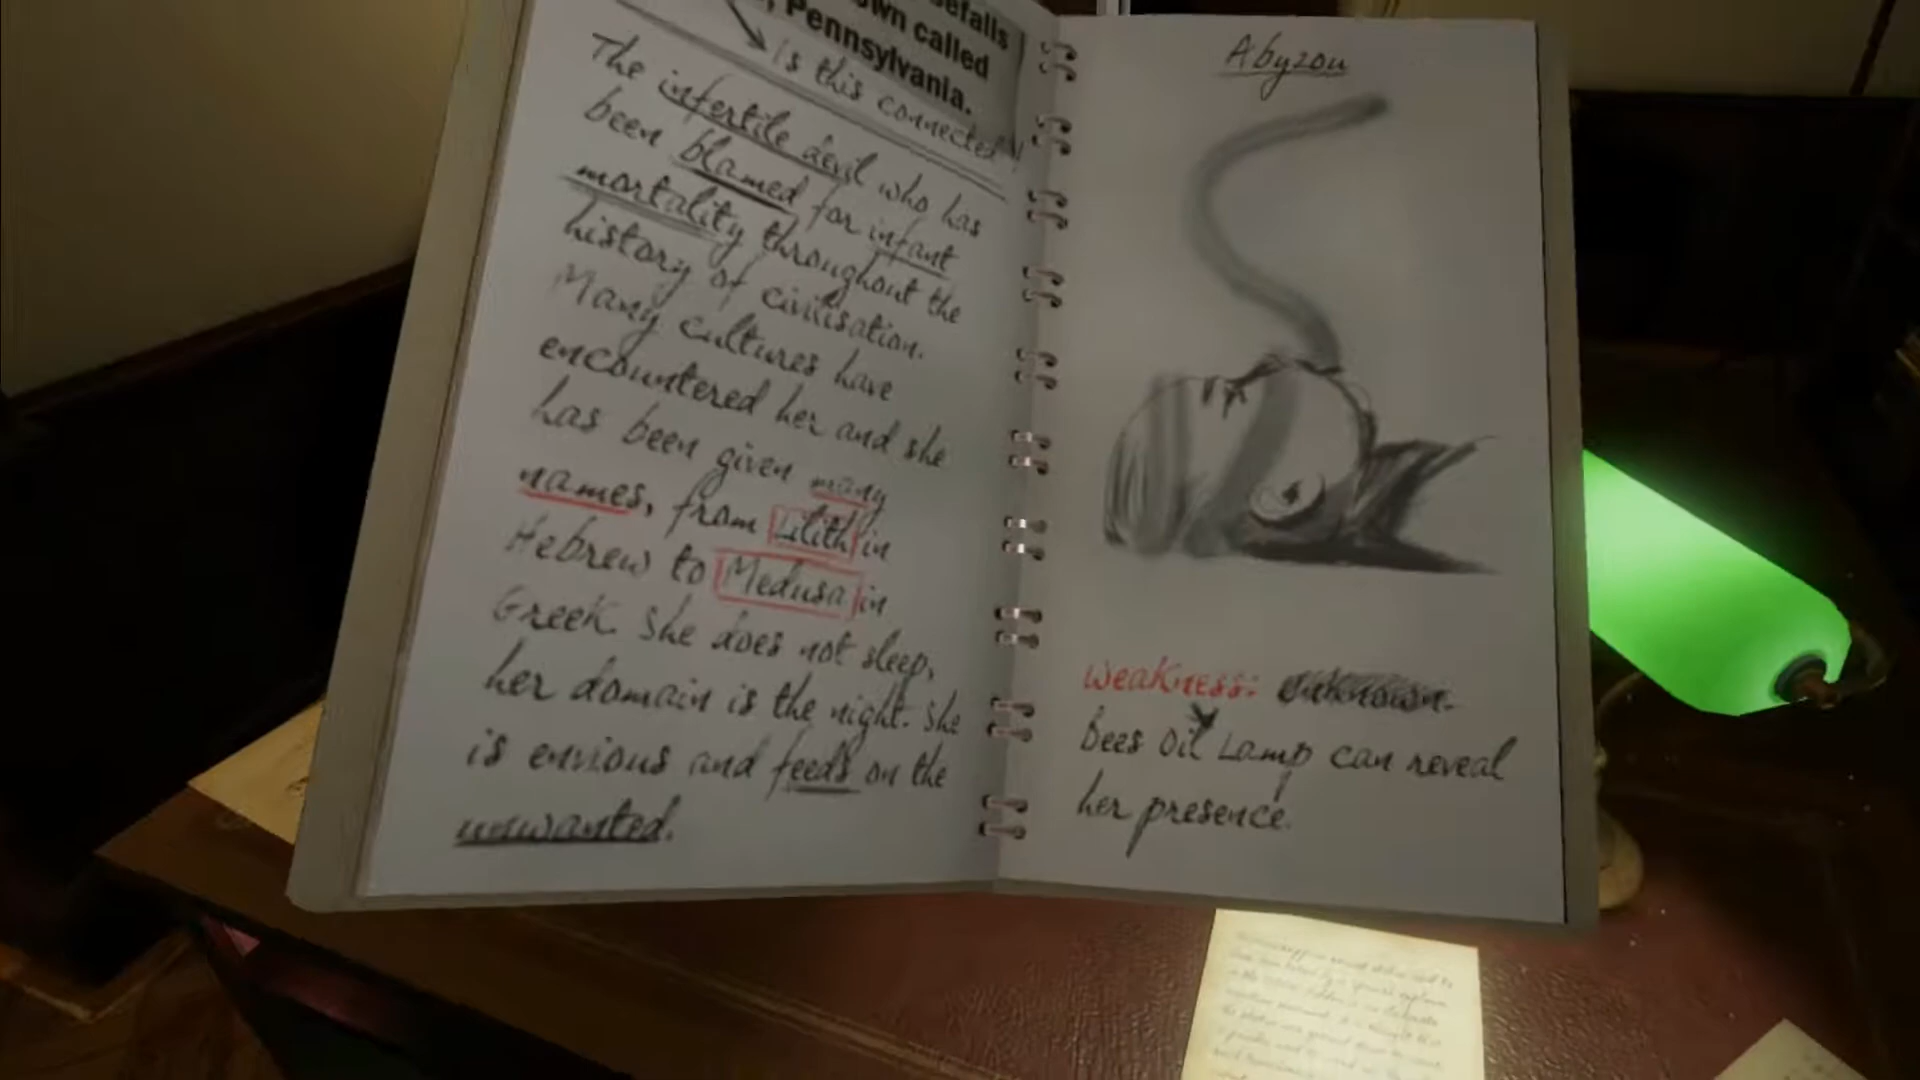 befalls
own called
, Pennsylvania.
Is this connected
The infertile devil who has
been blamed for infant
mortality throughout the
history of civilisation.
Many cultures have
encountered her and she
has been given many
names, from Lilith in
Hebrew to Medusa in
Greek. She does not sleep,
her domain is the night. She
is envious and feeds on the
unwanted.
Abyzou
Weakness: unknown.
Bees Oil Lamp can reveal
her presence.